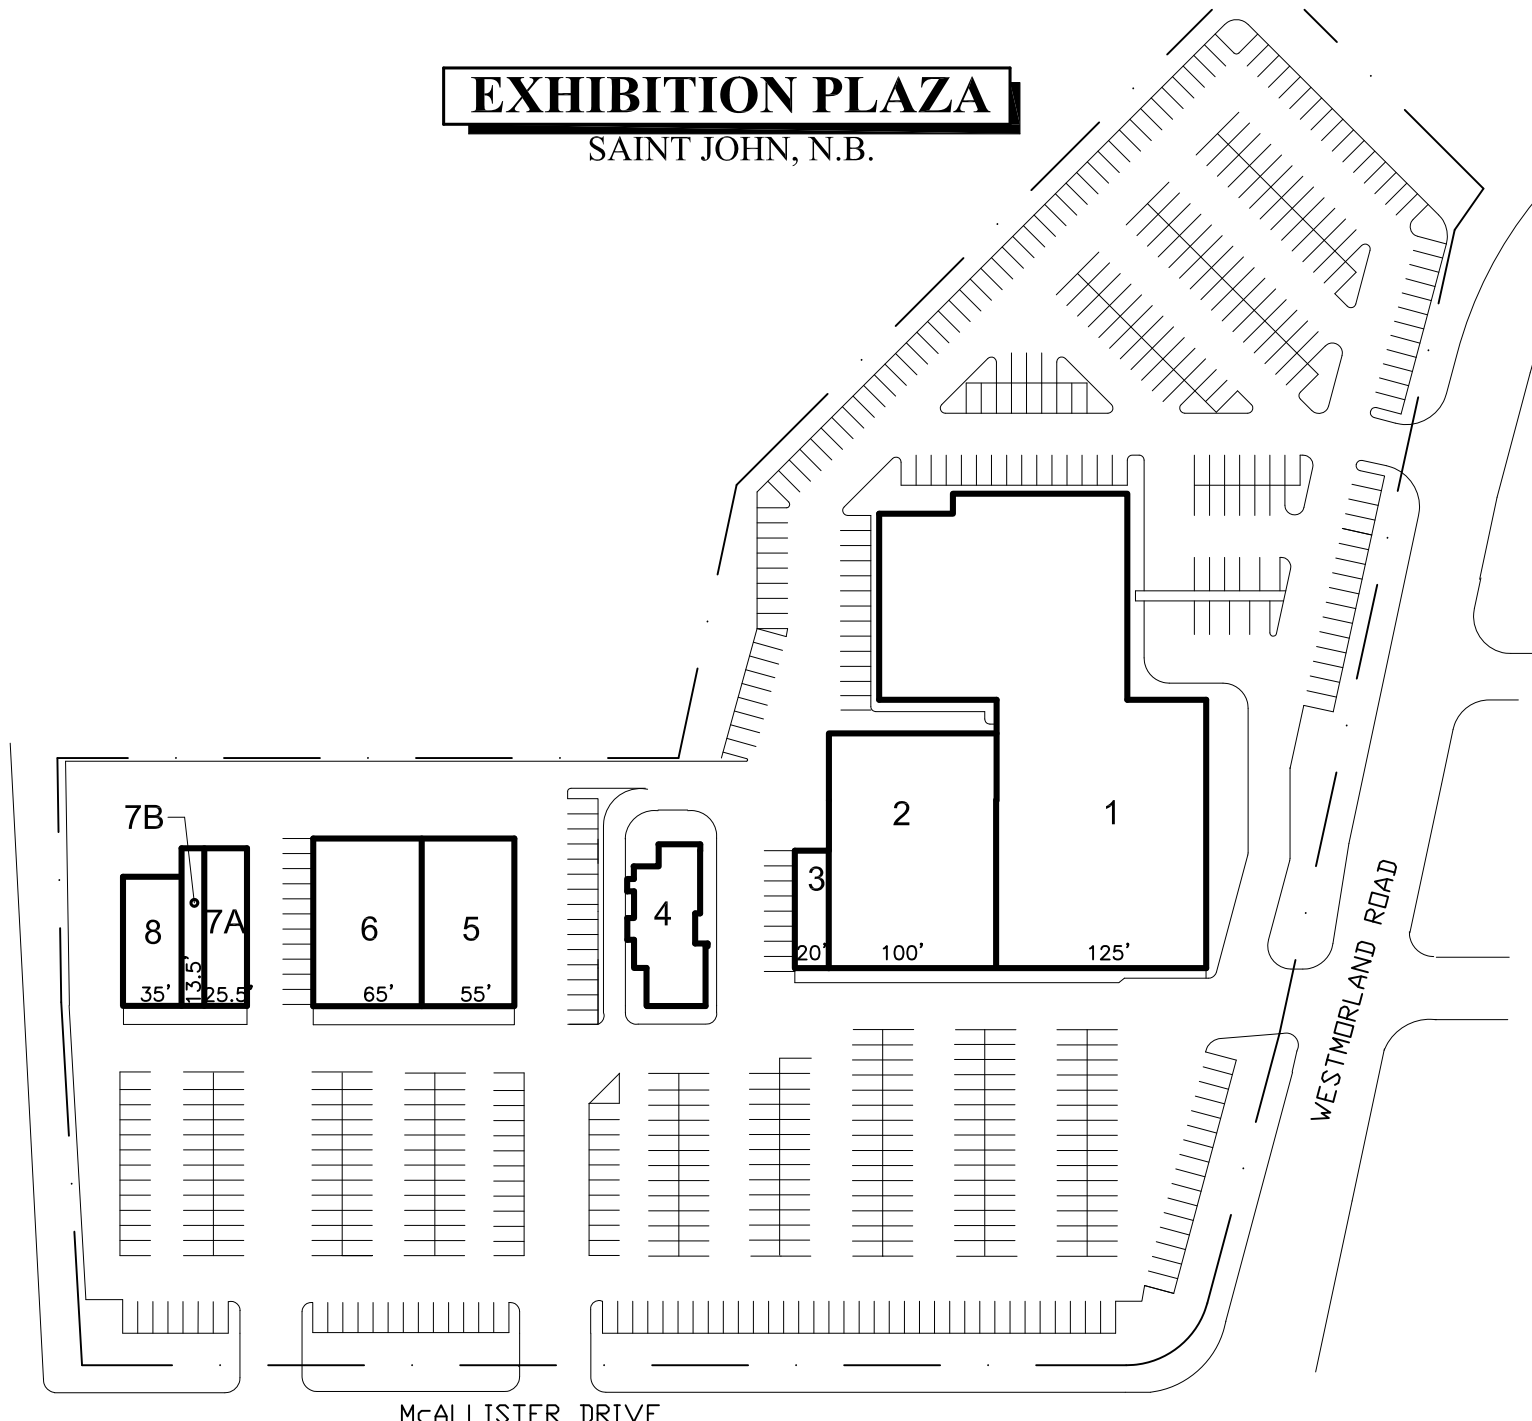 EXHIBITION PLAZA
SAINT JOHN, N.B.
7B
8
7A
6
5
4
3
2
1
35'
13.5'
25.5'
65'
55'
20'
100'
125'
WESTMORLAND ROAD
McALLISTER DRIVE